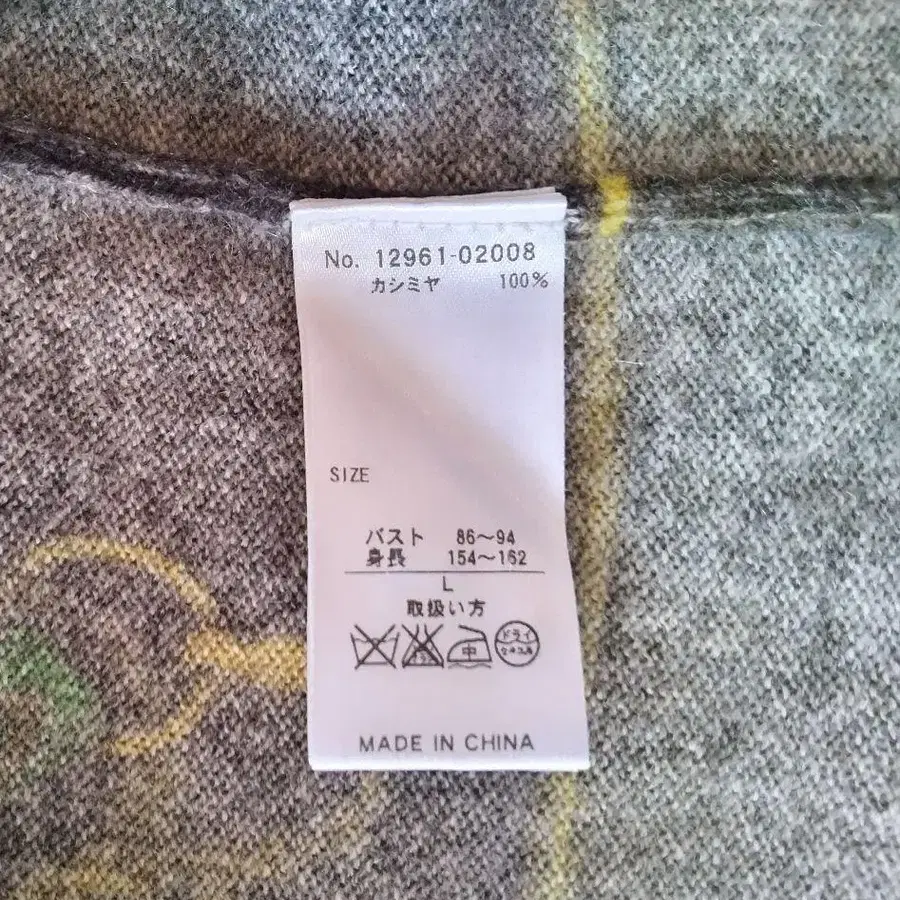 No. 12961-02008
カシミヤ 100%
SIZE
バスト 86〜94
身長 154〜162
L
取扱い方
中
ドライ
MADE IN CHINA